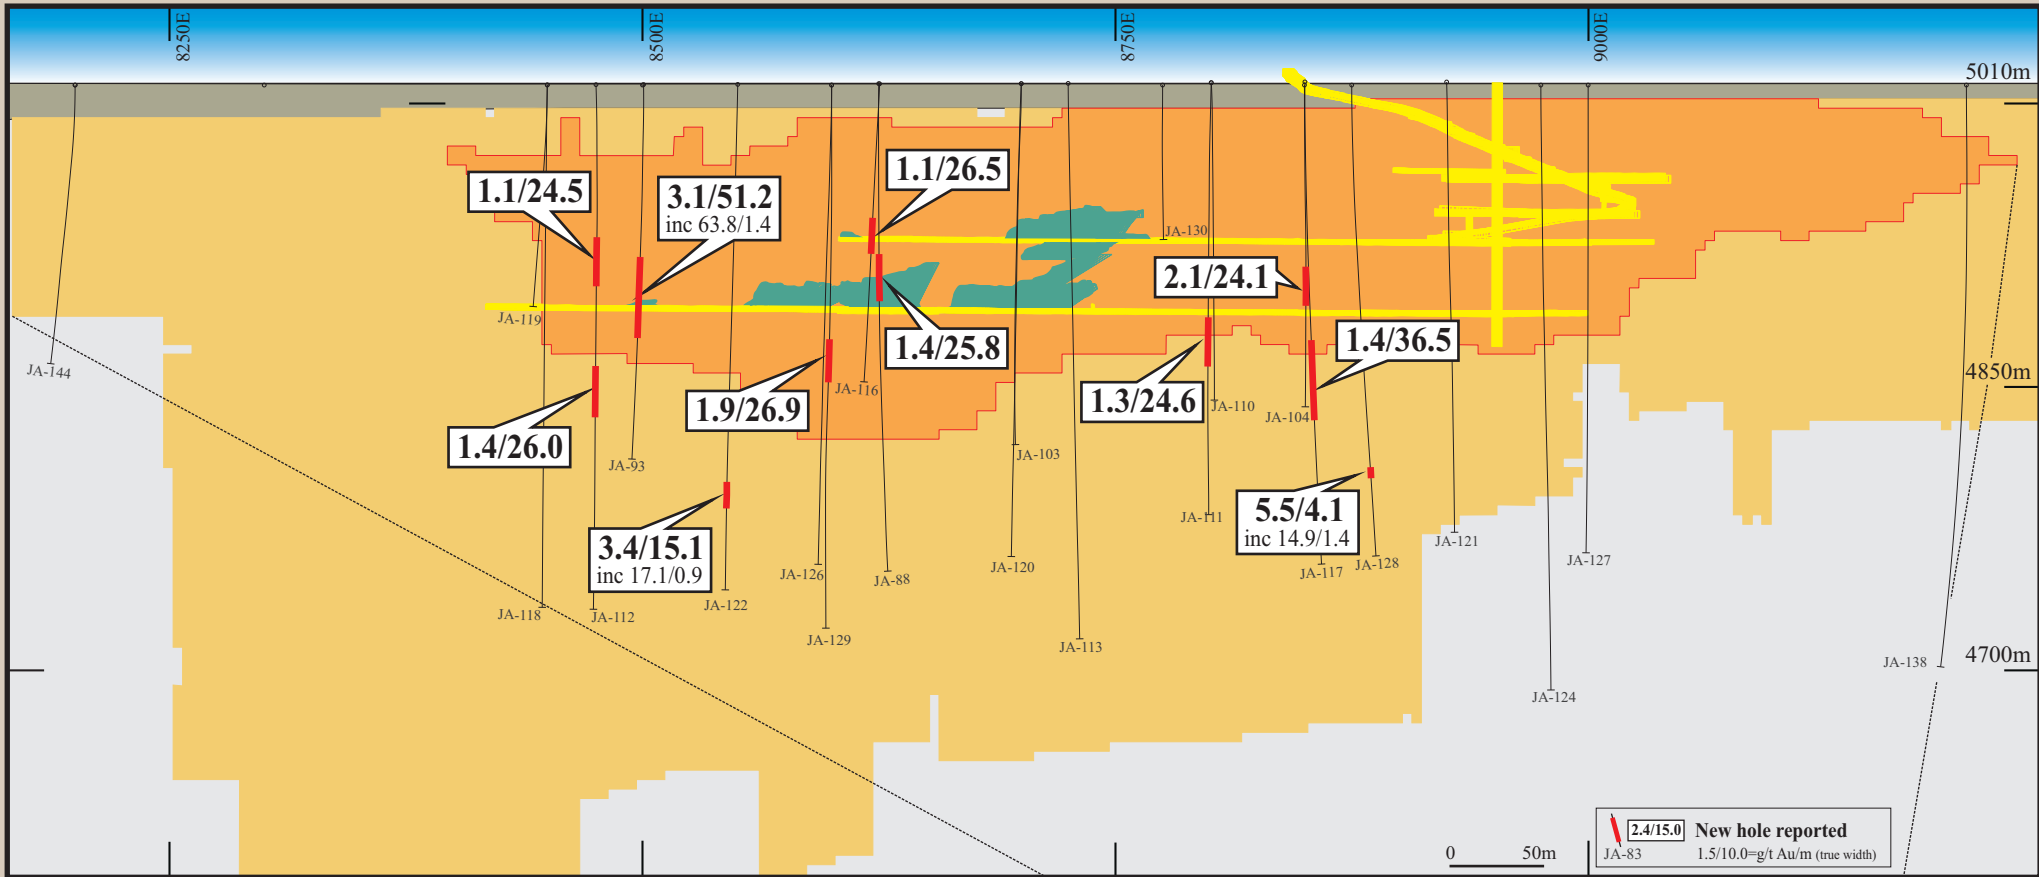 8250E
8500E
8750E
9000E
5010m
1.1/24.5
3.1/51.2
inc 63.8/1.4
1.1/26.5
JA-130
2.1/24.1
JA-119
1.4/25.8
1.4/36.5
JA-144
4850m
JA-116
1.9/26.9
1.3/24.6
JA-110
JA-104
1.4/26.0
JA-93
JA-103
3.4/15.1
inc 17.1/0.9
5.5/4.1
inc 14.9/1.4
JA-111
JA-121
JA-127
JA-126
JA-88
JA-120
JA-117
JA-128
JA-118
JA-112
JA-122
JA-129
JA-113
4700m
JA-138
JA-124
2.4/15.0 New hole reported
JA-83 1.5/10.0=g/t Au/m (true width)
0 50m